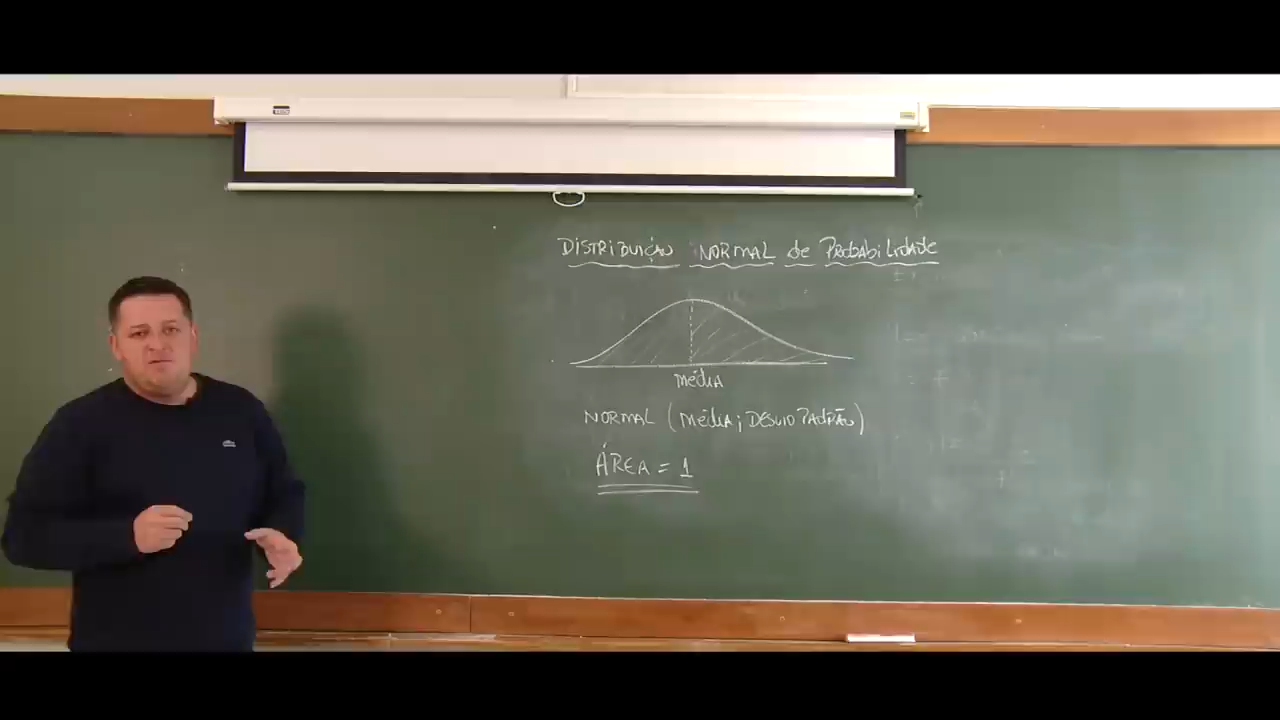 DISTRIBUIÇÃO NORMAL de PROBABILIDADE
MÉDIA
NORMAL (MÉDIA; DESVIO PADRÃO)
ÁREA = 1